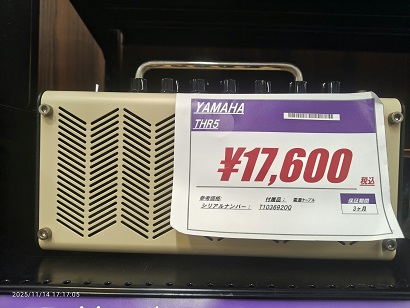 YAMAHA
THR5
¥17,600
税込
参考価格:
付属品: 電源ケーブル
保証期間
シリアルナンバー: T1036920G
3ヶ月
2025/11/14 17:17:05